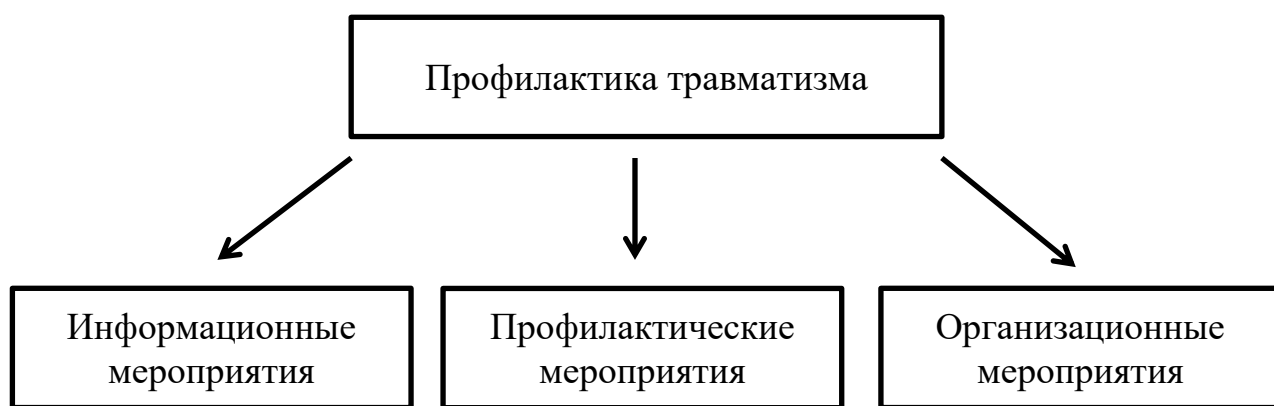 Профилактика травматизма
Информационные
мероприятия
Профилактические
мероприятия
Организационные
мероприятия